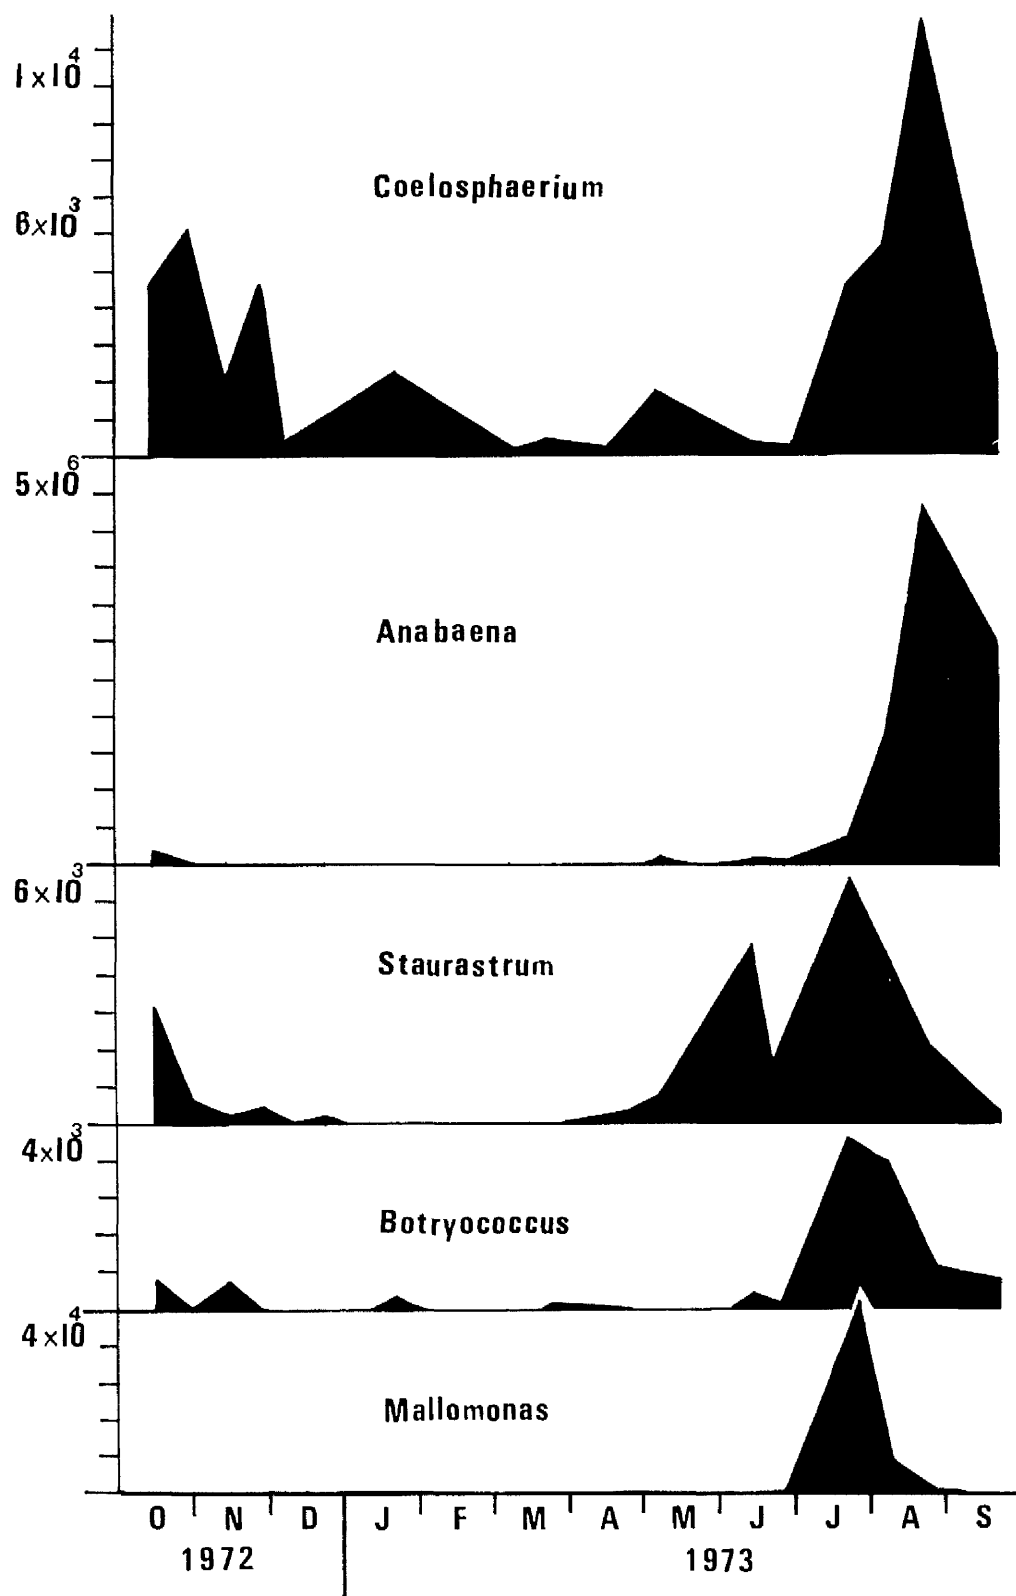 1×10⁴
Coelosphaerium
6×10³
5×10⁶
Anabaena
6×10³
Staurastrum
4×10³
Botryococcus
4×10⁴
Mallomonas
O N D J F M A M J J A S
1972 1973